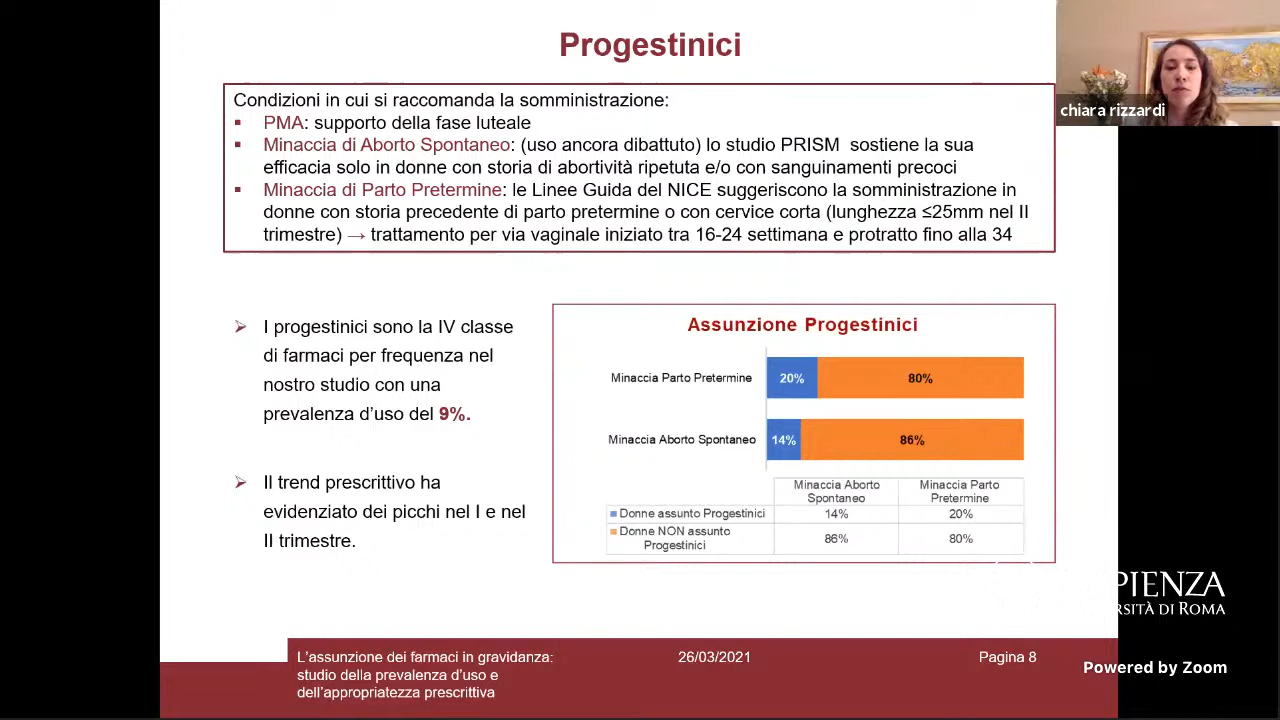 Progestinici
Condizioni in cui si raccomanda la somministrazione:
▪ PMA: supporto della fase luteale
▪ Minaccia di Aborto Spontaneo: (uso ancora dibattuto) lo studio PRISM sostiene la sua
efficacia solo in donne con storia di abortività ripetuta e/o con sanguinamenti precoci
▪ Minaccia di Parto Pretermine: le Linee Guida del NICE suggeriscono la somministrazione in
donne con storia precedente di parto pretermine o con cervice corta (lunghezza ≤25mm nel II
trimestre) → trattamento per via vaginale iniziato tra 16-24 settimana e protratto fino alla 34
chiara rizzardi
I progestinici sono la IV classe
di farmaci per frequenza nel
nostro studio con una
prevalenza d'uso del 9%.
Il trend prescrittivo ha
evidenziato dei picchi nel I e nel
II trimestre.
Assunzione Progestinici
Minaccia Parto Pretermine 20% 80%
Minaccia Aborto Spontaneo 14% 86%
Minaccia Aborto Minaccia Parto
Spontaneo Pretermine
Donne assunto Progestinici 14% 20%
Donne NON assunto
Progestinici 86% 80%
PIENZA
RSITÀ DI ROMA
L'assunzione dei farmaci in gravidanza:
studio della prevalenza d'uso e
dell'appropriatezza prescrittiva
26/03/2021
Pagina 8
Powered by Zoom